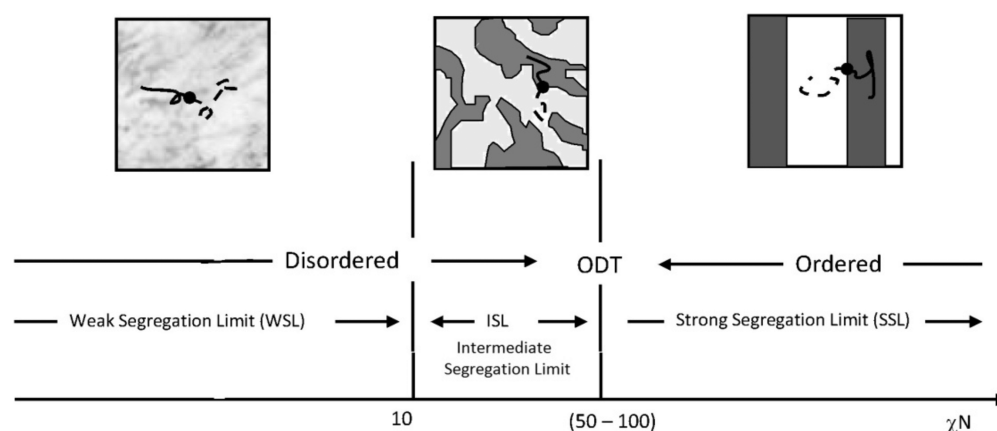 Disordered
ODT
Ordered
Weak Segregation Limit (WSL)
ISL
Strong Segregation Limit (SSL)
Intermediate
Segregation Limit
10
(50 – 100)
χN